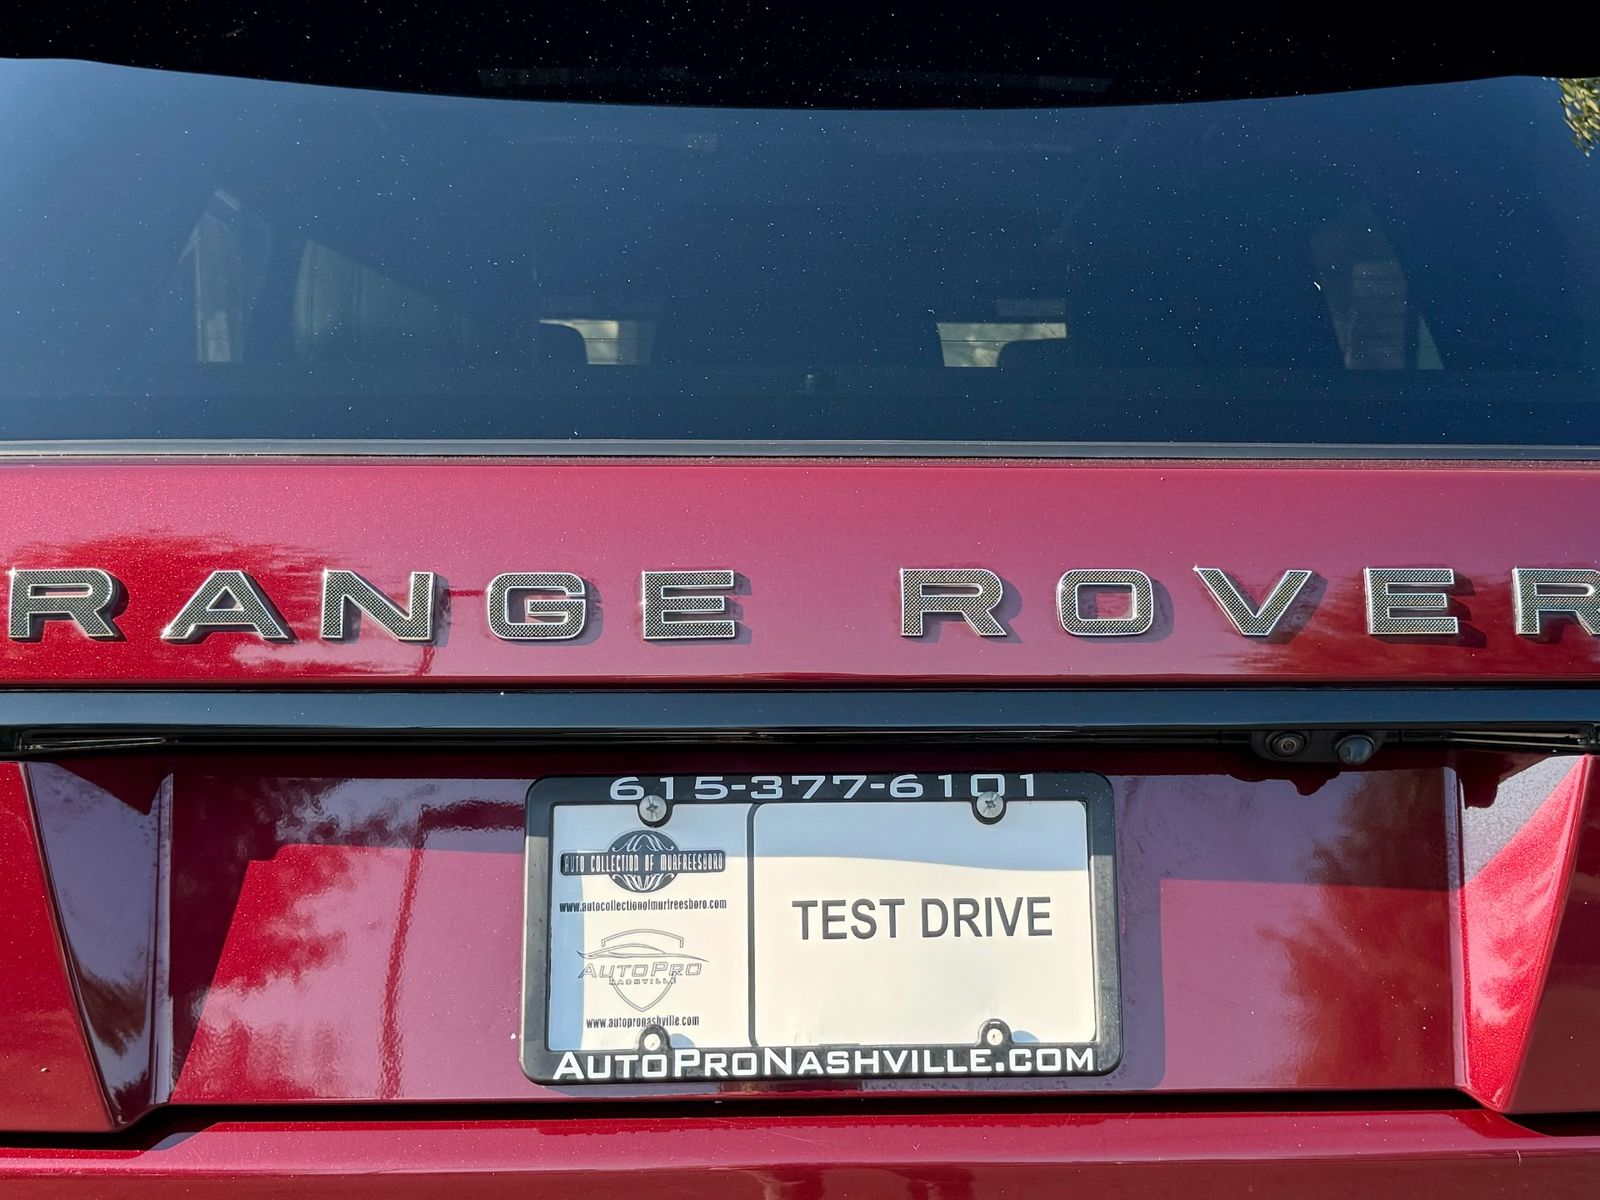 RANGE ROVER
615-377-6101
AUTO COLLECTION OF MURFREESBORO
www.autocollectionofmurfreesboro.com
AUTOPRO
NASHVILLE
www.autopronashville.com
TEST DRIVE
AUTOPRONASHVILLE.COM